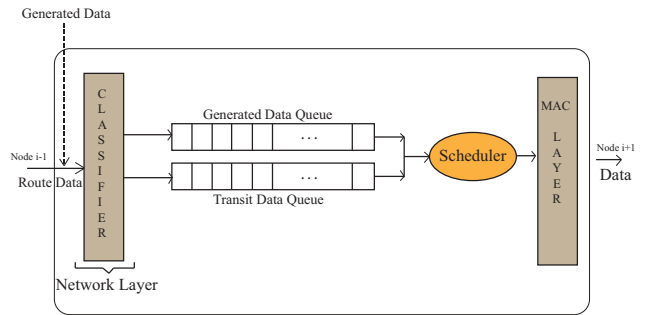 Generated Data
Node i-1
Route Data
C
L
A
S
S
I
F
I
E
R
Network Layer
Generated Data Queue
. . .
. . .
Transit Data Queue
Scheduler
MAC
L
A
Y
E
R
Node i+1
Data